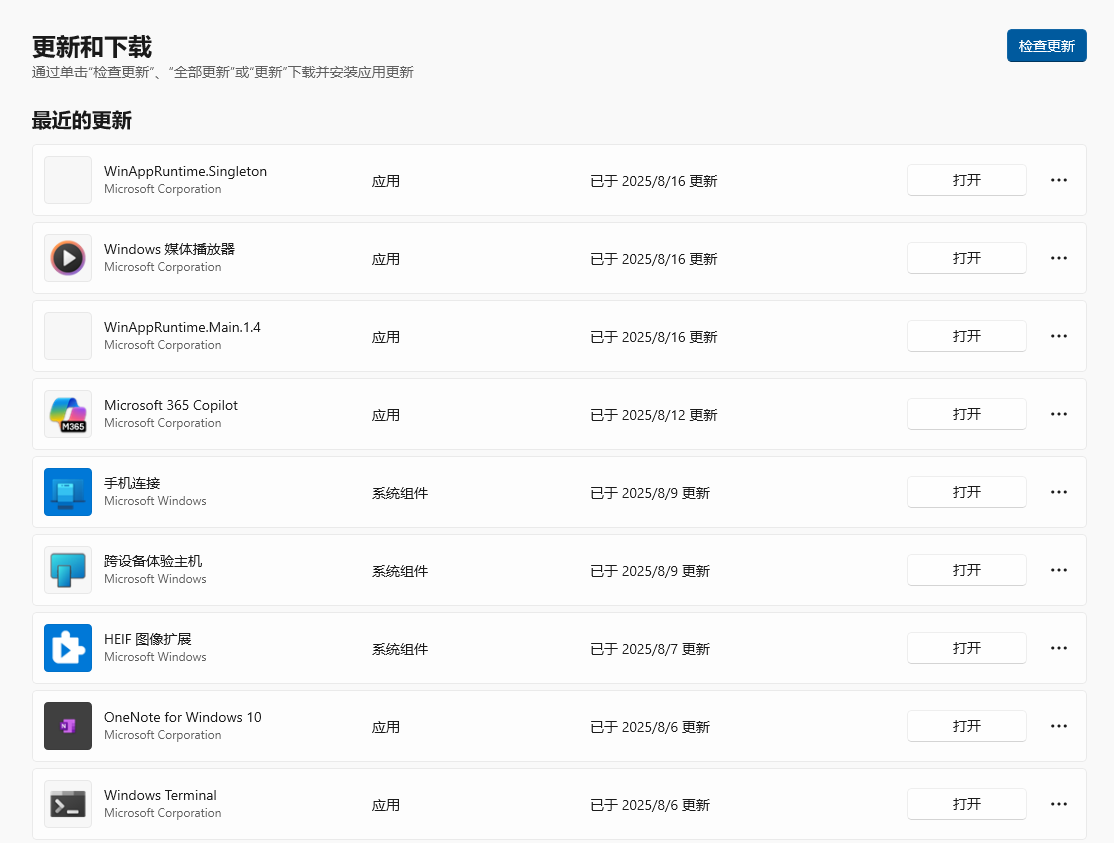 更新和下载
检查更新
通过单击“检查更新”、“全部更新”或“更新”下载并安装应用更新
最近的更新
WinAppRuntime.Singleton
Microsoft Corporation
应用
已于 2025/8/16 更新
打开
Windows 媒体播放器
Microsoft Corporation
应用
已于 2025/8/16 更新
打开
WinAppRuntime.Main.1.4
Microsoft Corporation
应用
已于 2025/8/16 更新
打开
M365
Microsoft 365 Copilot
Microsoft Corporation
应用
已于 2025/8/12 更新
打开
手机连接
Microsoft Windows
系统组件
已于 2025/8/9 更新
打开
跨设备体验主机
Microsoft Windows
系统组件
已于 2025/8/9 更新
打开
HEIF 图像扩展
Microsoft Windows
系统组件
已于 2025/8/7 更新
打开
N
OneNote for Windows 10
Microsoft Corporation
应用
已于 2025/8/6 更新
打开
Windows Terminal
Microsoft Corporation
应用
已于 2025/8/6 更新
打开